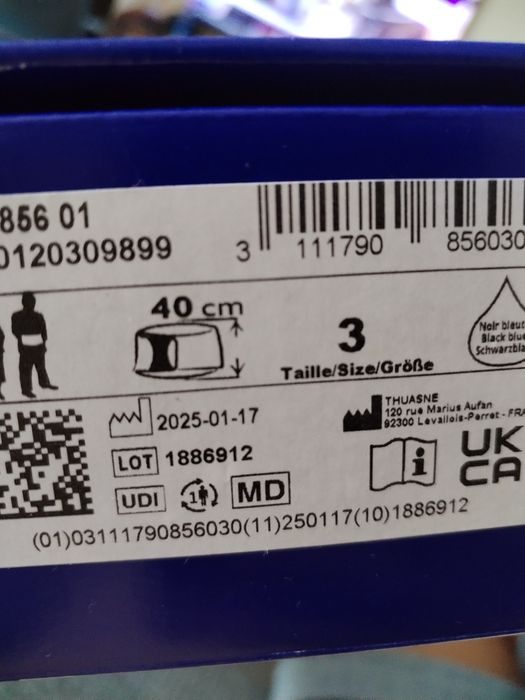 856 01
0120309899
3 111790 856030
40 cm
3
Taille/Size/Größe
Noir bleut
Black blue
Schwarzbla
2025-01-17
LOT 1886912
UDI 1 MD
THUASNE
120 rue Marius Aufan
92300 Levallois-Perret - FRA
i
UK
CA
(01)03111790856030(11)250117(10)1886912